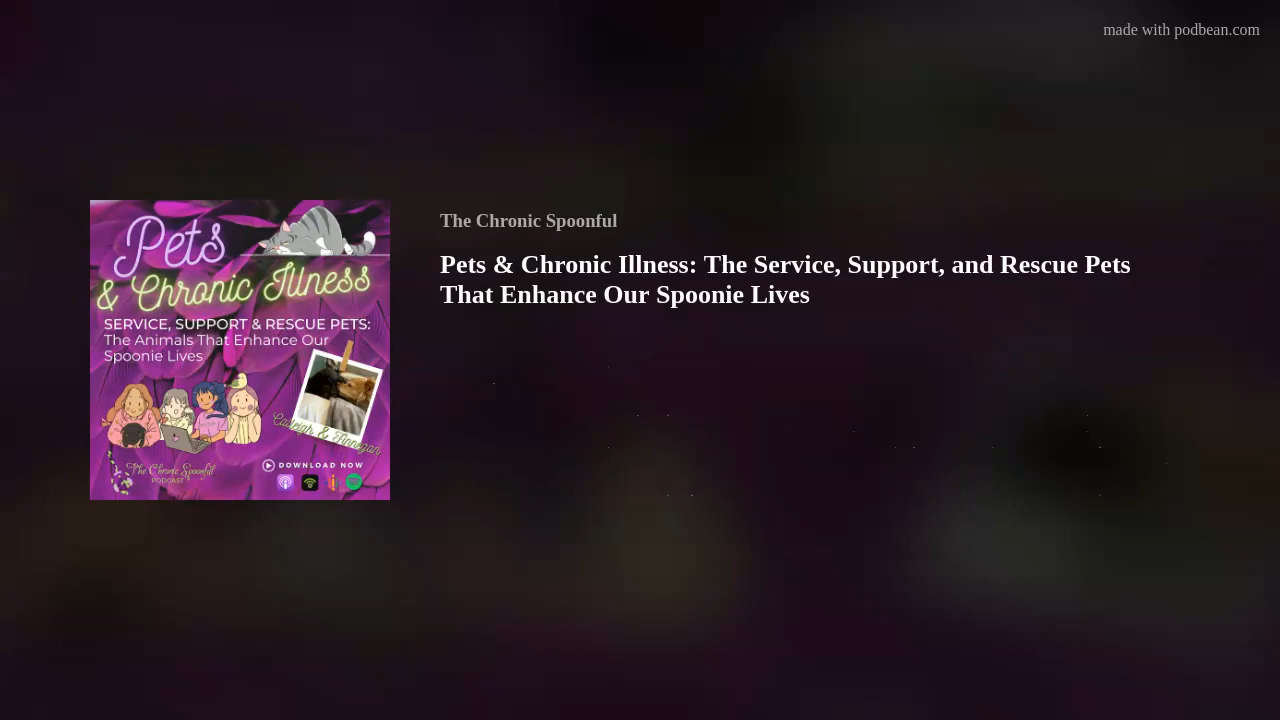 made with podbean.com
The Chronic Spoonful
Pets & Chronic Illness: The Service, Support, and Rescue Pets
That Enhance Our Spoonie Lives
Pets
& Chronic Illness
SERVICE, SUPPORT & RESCUE PETS:
The Animals That Enhance Our
Spoonie Lives
Caileigh & Finnegan
The Chronic Spoonful
PODCAST
DOWNLOAD NOW